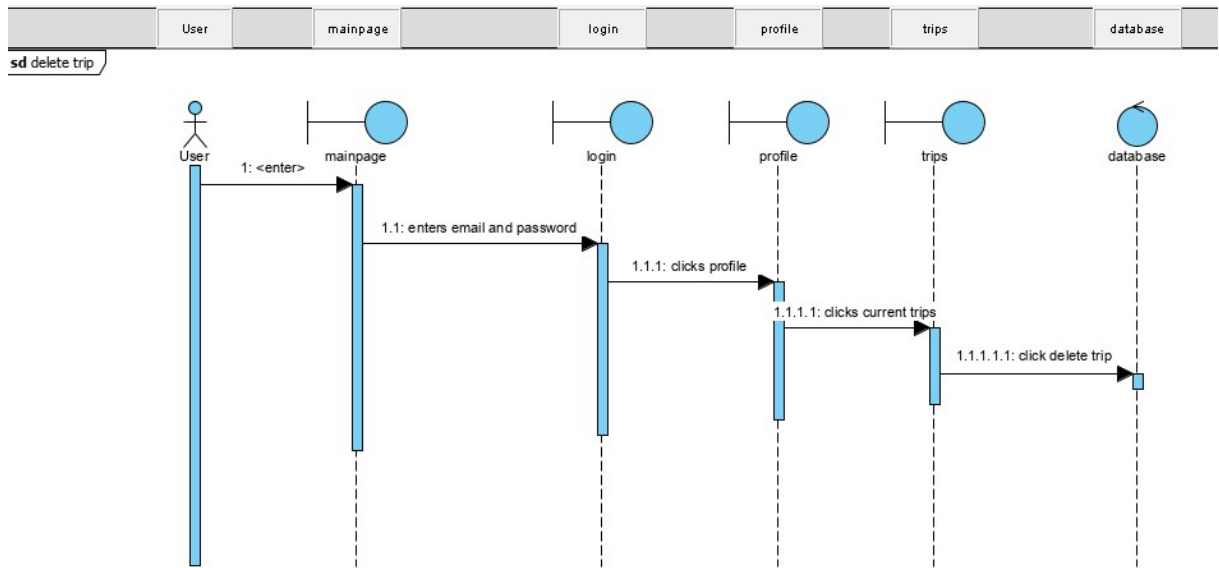 User mainpage login profile trips database
sd delete trip
User mainpage login profile trips database
1: <enter>
1.1: enters email and password
1.1.1: clicks profile
1.1.1.1: clicks current trips
1.1.1.1.1: click delete trip